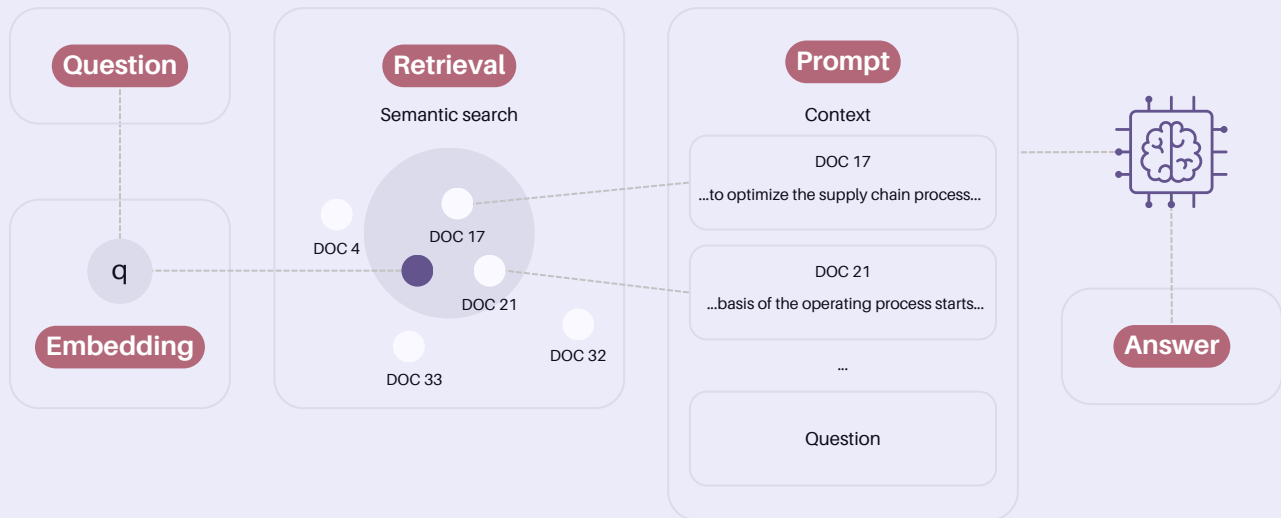 Question
q
Embedding
Retrieval
Semantic search
DOC 17
DOC 4
DOC 21
DOC 32
DOC 33
Prompt
Context
DOC 17
...to optimize the supply chain process...
DOC 21
...basis of the operating process starts...
...
Question
Answer